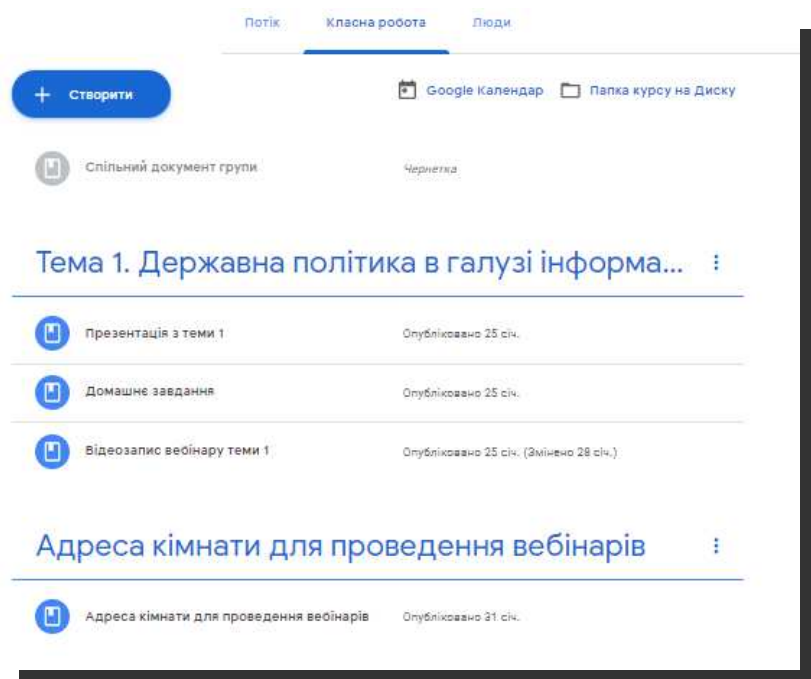 Потік Класна робота Люди
+ Створити Google Календар Папка курсу на Диску
Спільний документ групи Чернетка
Тема 1. Державна політика в галузі інформа...
Презентація з теми 1 Опубліковано 25 січ.
Домашнє завдання Опубліковано 25 січ.
Відеозапис вебінару теми 1 Опубліковано 25 січ. (Змінено 28 січ.)
Адреса кімнати для проведення вебінарів
Адреса кімнати для проведення вебінарів Опубліковано 31 січ.